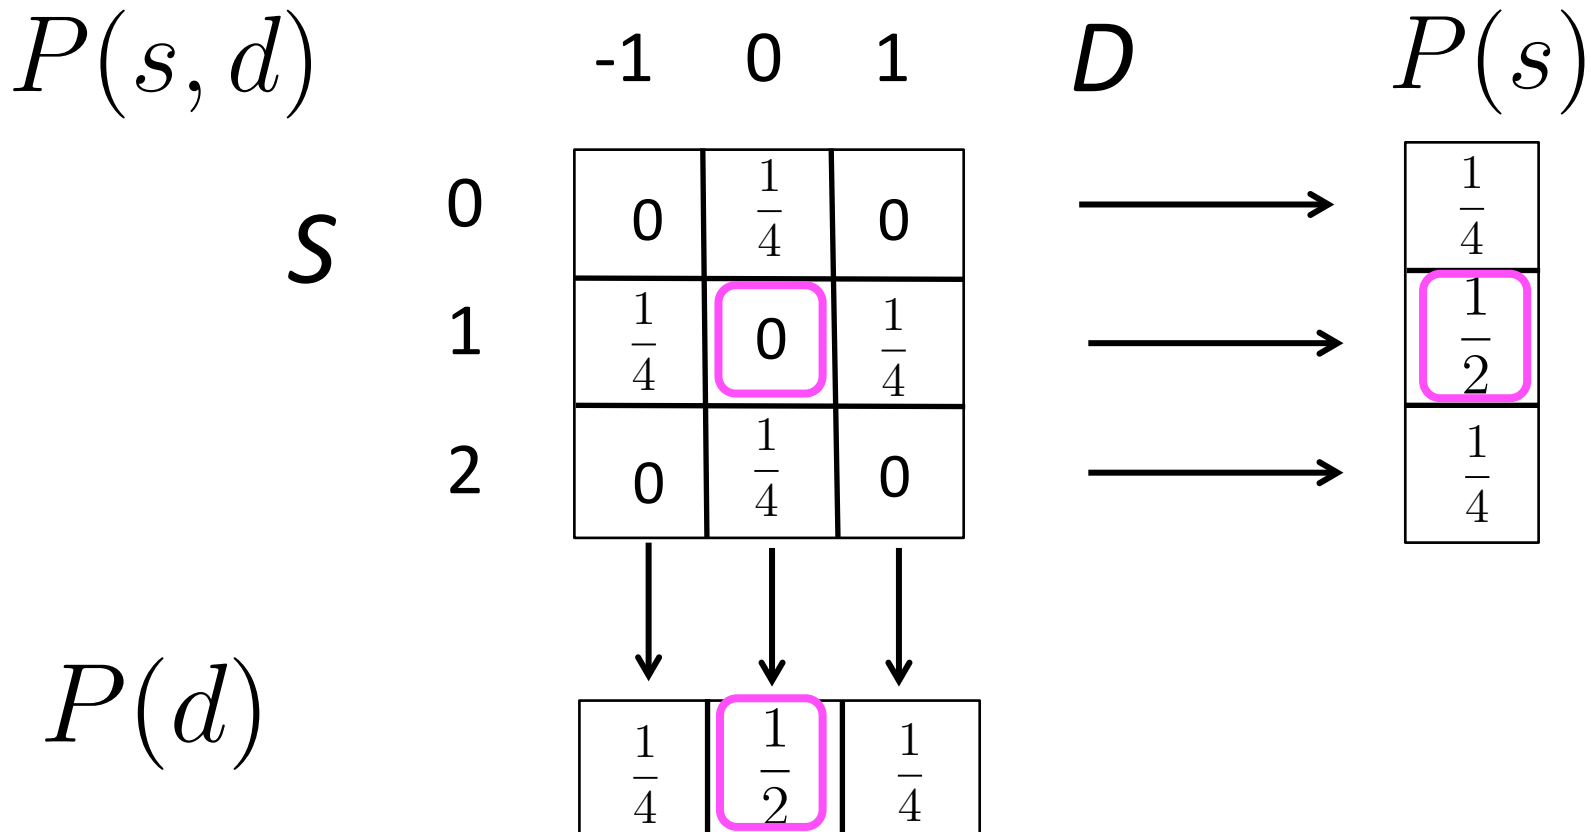 P(s, d) -1 0 1 D P(s)
S
0 0 1/4 0 1/4
1 1/4 0 1/4 1/2
2 0 1/4 0 1/4
P(d) 1/4 1/2 1/4